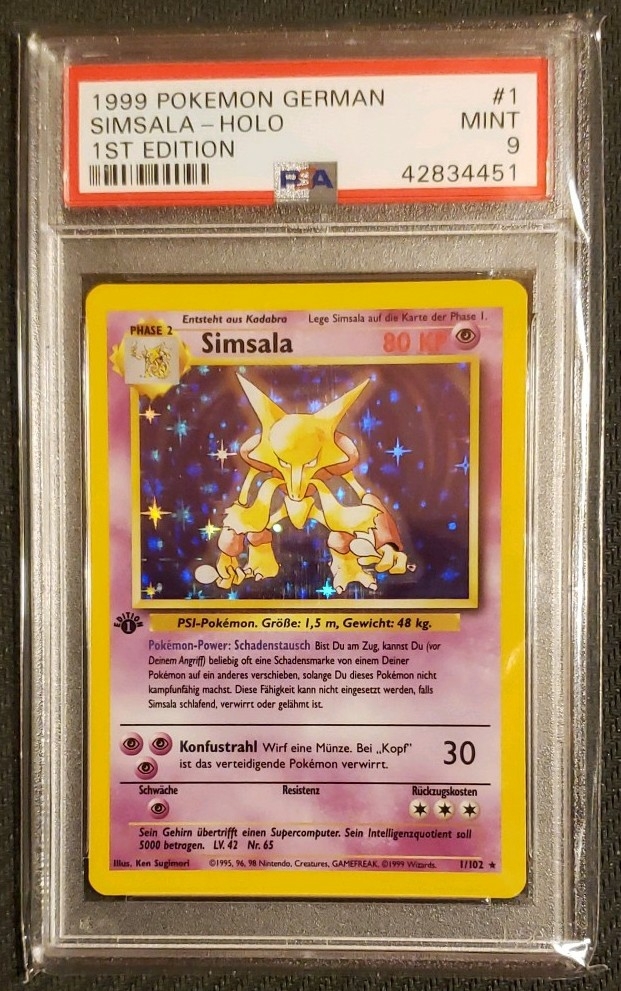 1999 POKEMON GERMAN #1
SIMSALA – HOLO MINT
1ST EDITION 9
PSA 42834451
Entsteht aus Kadabra Lege Simsala auf die Karte der Phase 1.
PHASE 2
Simsala 80 KP
EDITION 1
PSI-Pokémon. Größe: 1,5 m, Gewicht: 48 kg.
Pokémon-Power: Schadenstausch Bist Du am Zug, kannst Du (vor
Deinem Angriff) beliebig oft eine Schadensmarke von einem Deiner
Pokémon auf ein anderes verschieben, solange Du dieses Pokémon nicht
kampfunfähig machst. Diese Fähigkeit kann nicht eingesetzt werden, falls
Simsala schlafend, verwirrt oder gelähmt ist.
Konfustrahl Wirf eine Münze. Bei „Kopf" 30
ist das verteidigende Pokémon verwirrt.
Schwäche Resistenz Rückzugskosten
Sein Gehirn übertrifft einen Supercomputer. Sein Intelligenzquotient soll
5000 betragen. LV. 42 Nr. 65
Illus. Ken Sugimori ©1995, 96, 98 Nintendo, Creatures, GAMEFREAK. ©1999 Wizards. 1/102 ★